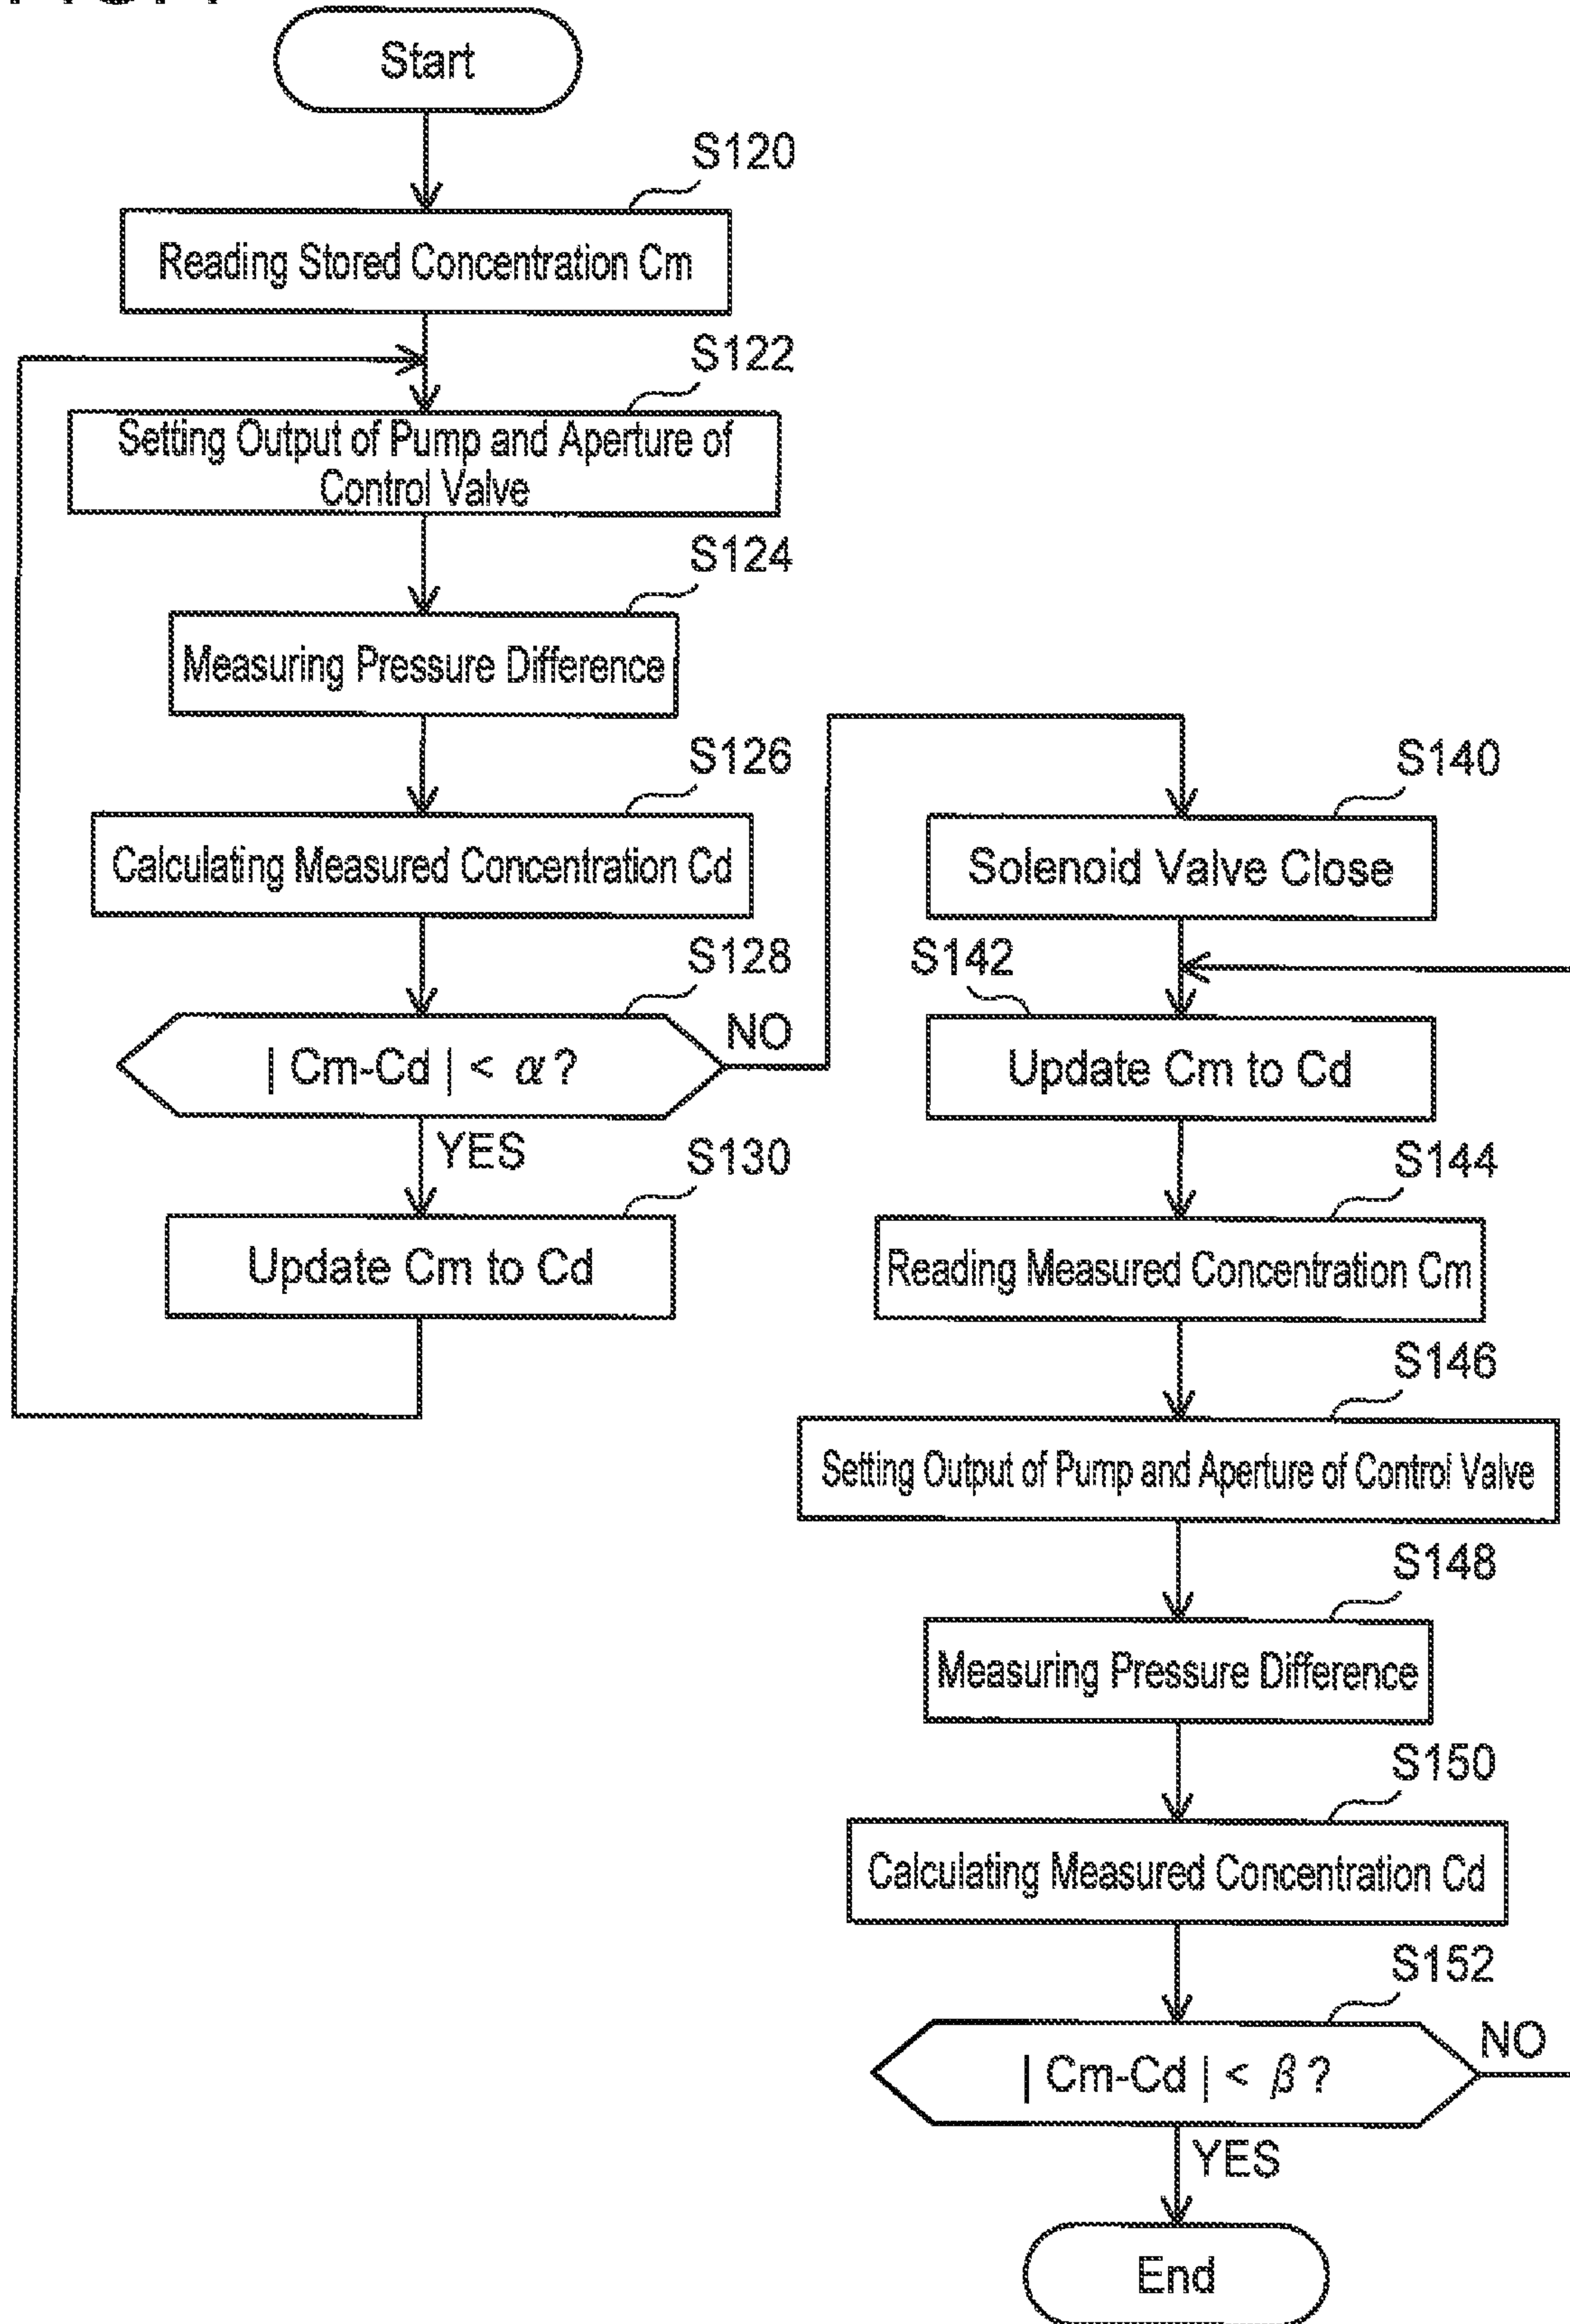 Start
S120
Reading Stored Concentration Cm
S122
Setting Output of Pump and Aperture of
Control Valve
S124
Measuring Pressure Difference
S126
Calculating Measured Concentration Cd
S128
| Cm-Cd | < α?
NO
YES
S130
Update Cm to Cd
S140
Solenoid Valve Close
S142
Update Cm to Cd
S144
Reading Measured Concentration Cm
S146
Setting Output of Pump and Aperture of Control Valve
S148
Measuring Pressure Difference
S150
Calculating Measured Concentration Cd
S152
| Cm-Cd | < β?
NO
YES
End